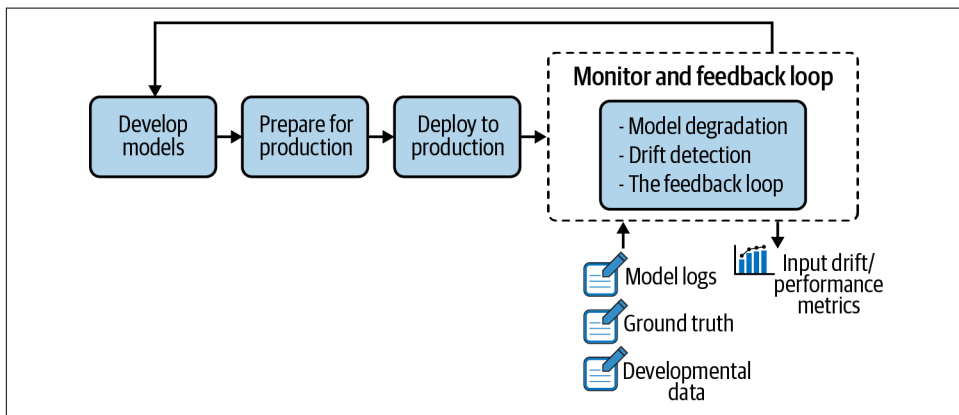 Monitor and feedback loop
Develop
models
Prepare for
production
Deploy to
production
- Model degradation
- Drift detection
- The feedback loop
Model logs
Ground truth
Developmental
data
Input drift/
performance
metrics